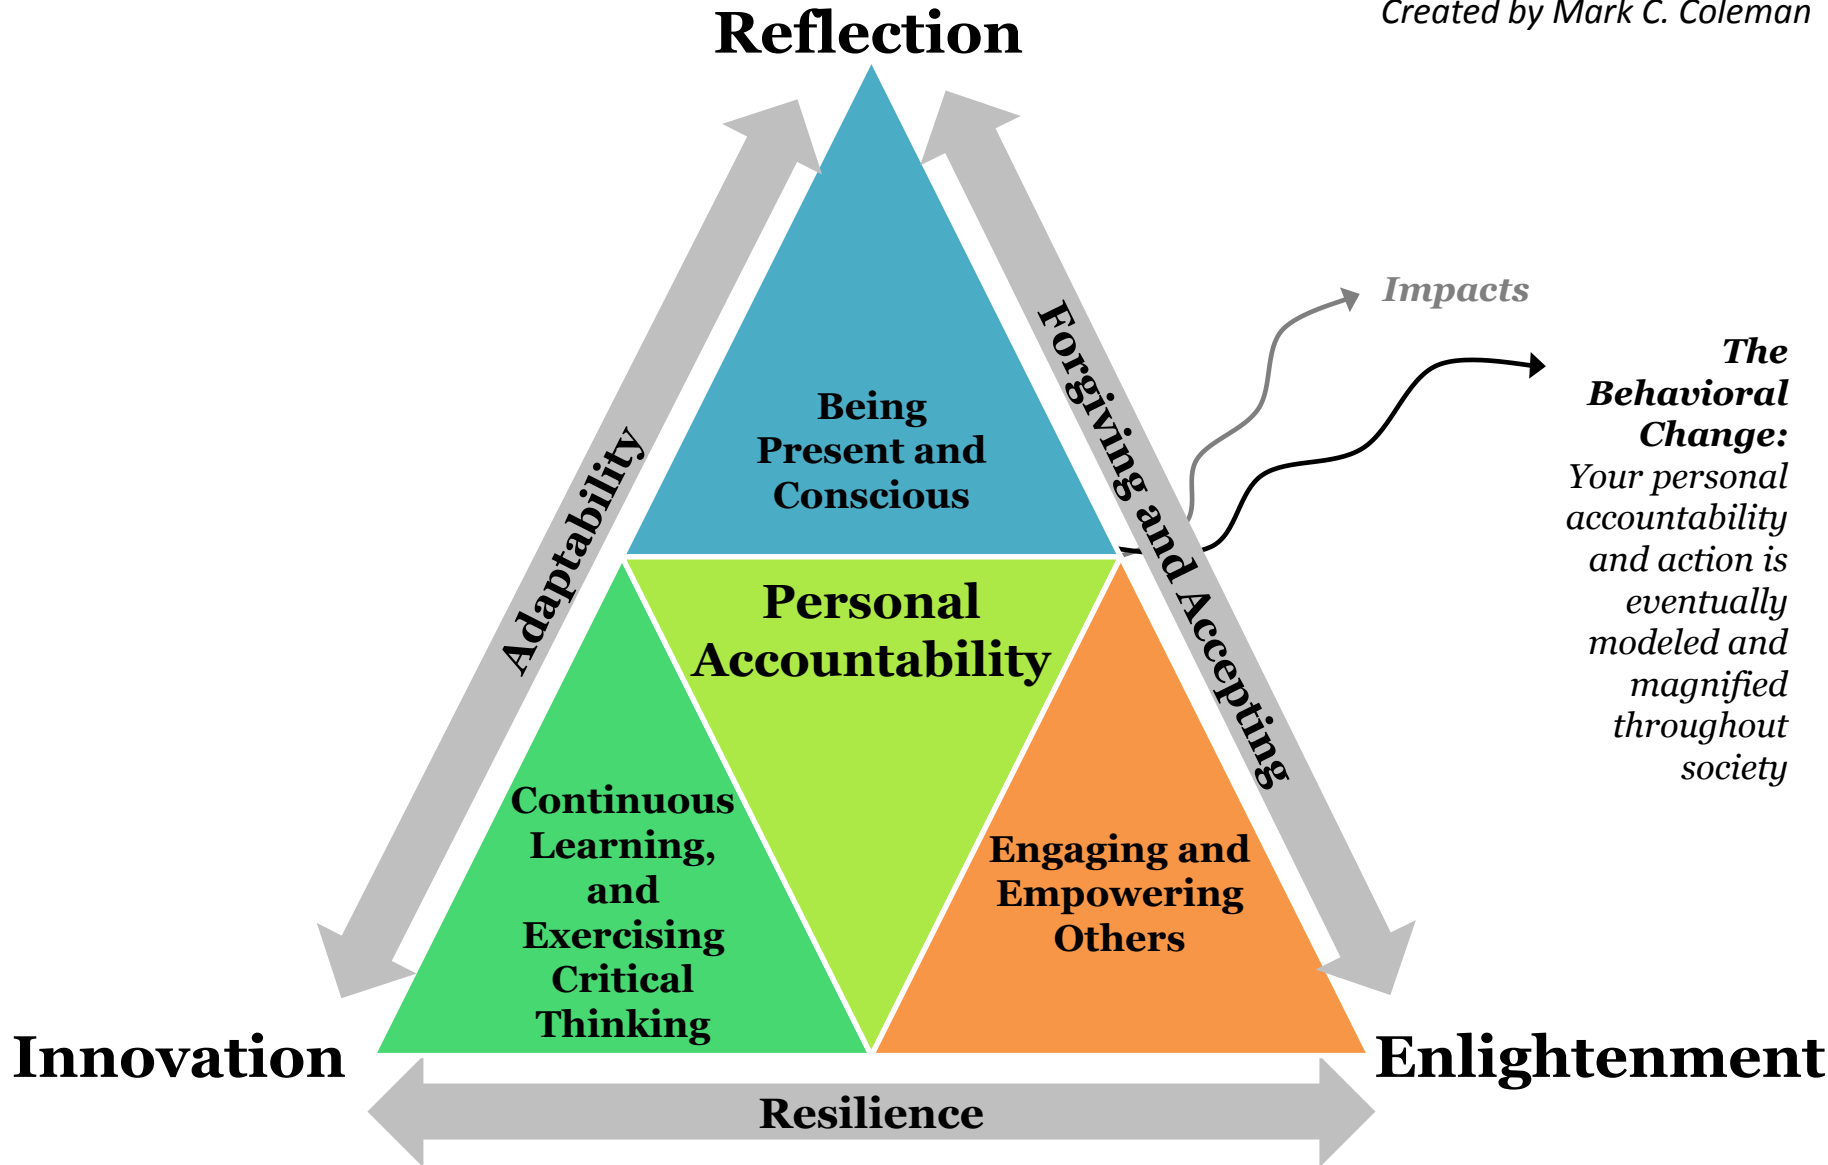 Created by Mark C. Coleman
Reflection
Impacts
The
Behavioral
Change:
Your personal
accountability
and action is
eventually
modeled and
magnified
throughout
society
Adaptability
Forgiving and Accepting
Being
Present and
Conscious
Personal
Accountability
Continuous
Learning,
and
Exercising
Critical
Thinking
Engaging and
Empowering
Others
Innovation
Enlightenment
Resilience